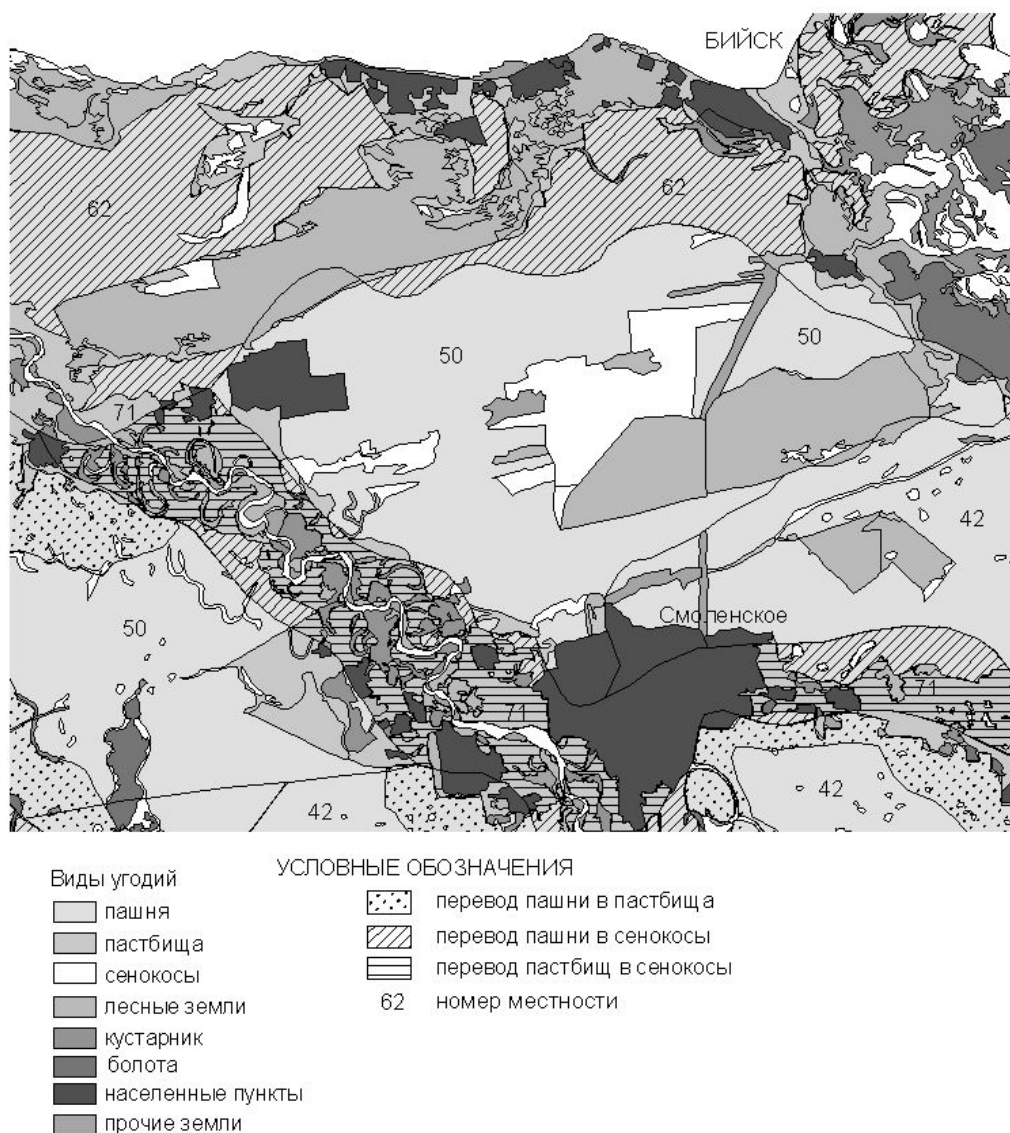 БИЙСК
62
62
50
50
71
42
Смоленское
50
71
71
42
42
УСЛОВНЫЕ ОБОЗНАЧЕНИЯ
Виды угодий
пашня
пастбища
сенокосы
лесные земли
кустарник
болота
населенные пункты
прочие земли
перевод пашни в пастбища
перевод пашни в сенокосы
перевод пастбищ в сенокосы
62 номер местности